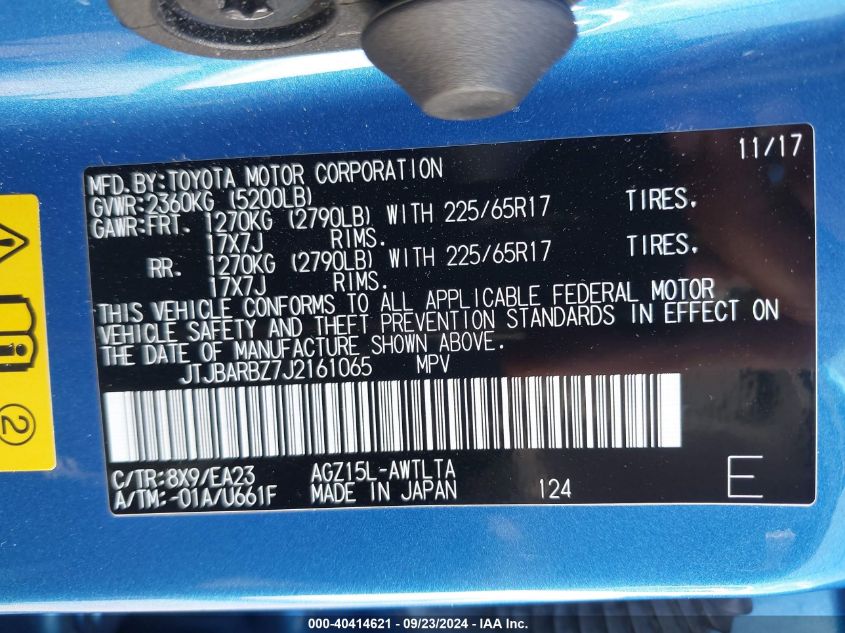 11/17
MFD.BY:TOYOTA MOTOR CORPORATION
GVWR:2360KG (5200LB)
GAWR:FRT. 1270KG (2790LB) WITH 225/65R17 TIRES,
17X7J RIMS.
RR. 1270KG (2790LB) WITH 225/65R17 TIRES,
17X7J RIMS.
THIS VEHICLE CONFORMS TO ALL APPLICABLE FEDERAL MOTOR
VEHICLE SAFETY AND THEFT PREVENTION STANDARDS IN EFFECT ON
THE DATE OF MANUFACTURE SHOWN ABOVE.
JTJBARBZ7J2161065 MPV
C/TR:8X9/EA23 AGZ15L-AWTLTA
A/TM:-01A/U661F MADE IN JAPAN 124 E
2
000-40414621 - 09/23/2024 - IAA Inc.